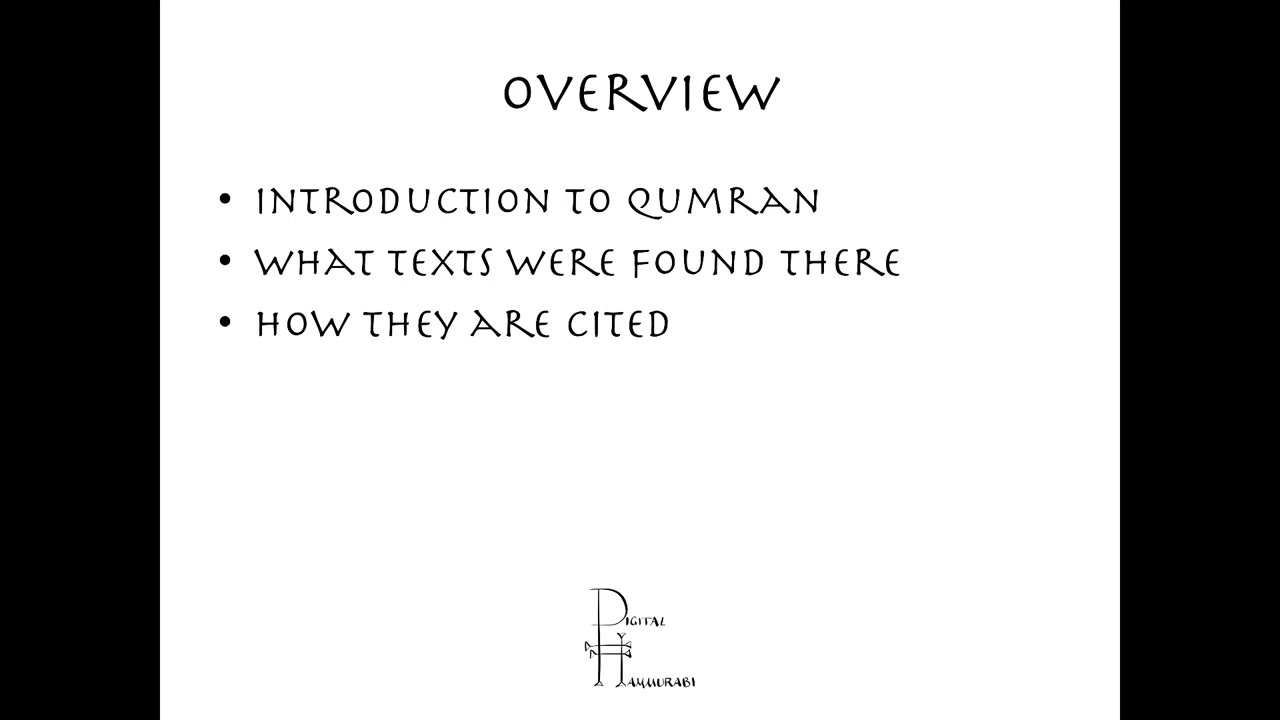 OVERVIEW
• INTRODUCTION TO QUMRAN
• WHAT TEXTS WERE FOUND THERE
• HOW THEY ARE CITED
DIGITAL
HAMMURABI